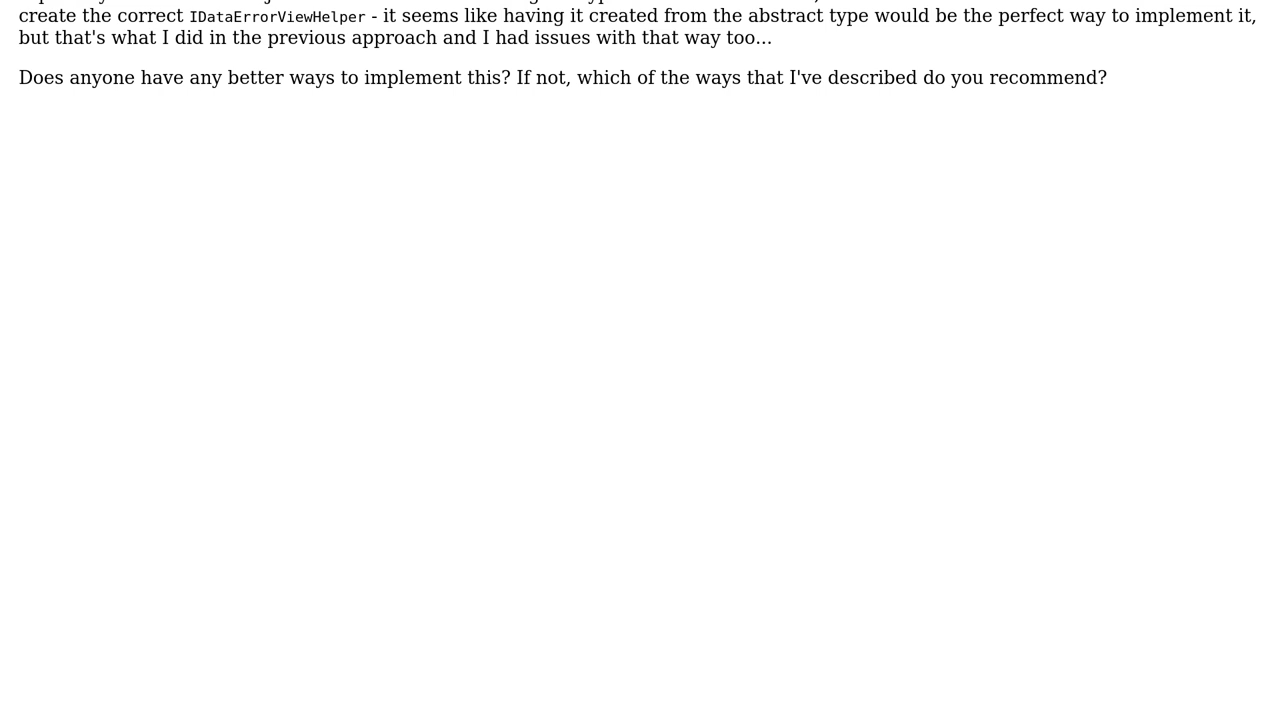 create the correct IDataErrorViewHelper - it seems like having it created from the abstract type would be the perfect way to implement it,
but that's what I did in the previous approach and I had issues with that way too...
Does anyone have any better ways to implement this? If not, which of the ways that I've described do you recommend?